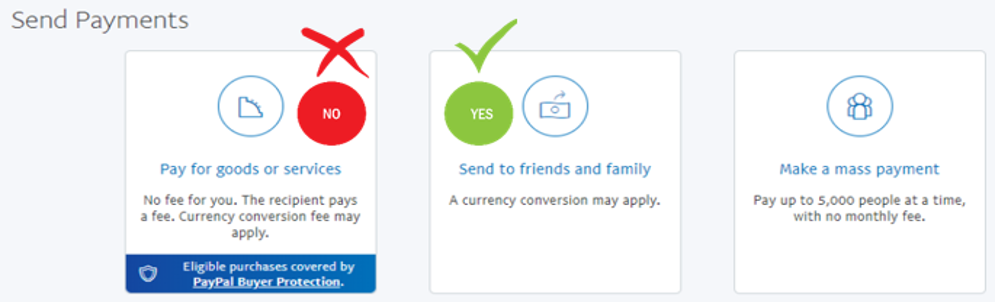 Send Payments
NO
YES
Pay for goods or services
No fee for you. The recipient pays
a fee. Currency conversion fee may
apply.
Eligible purchases covered by
PayPal Buyer Protection.
Send to friends and family
A currency conversion may apply.
Make a mass payment
Pay up to 5,000 people at a time,
with no monthly fee.